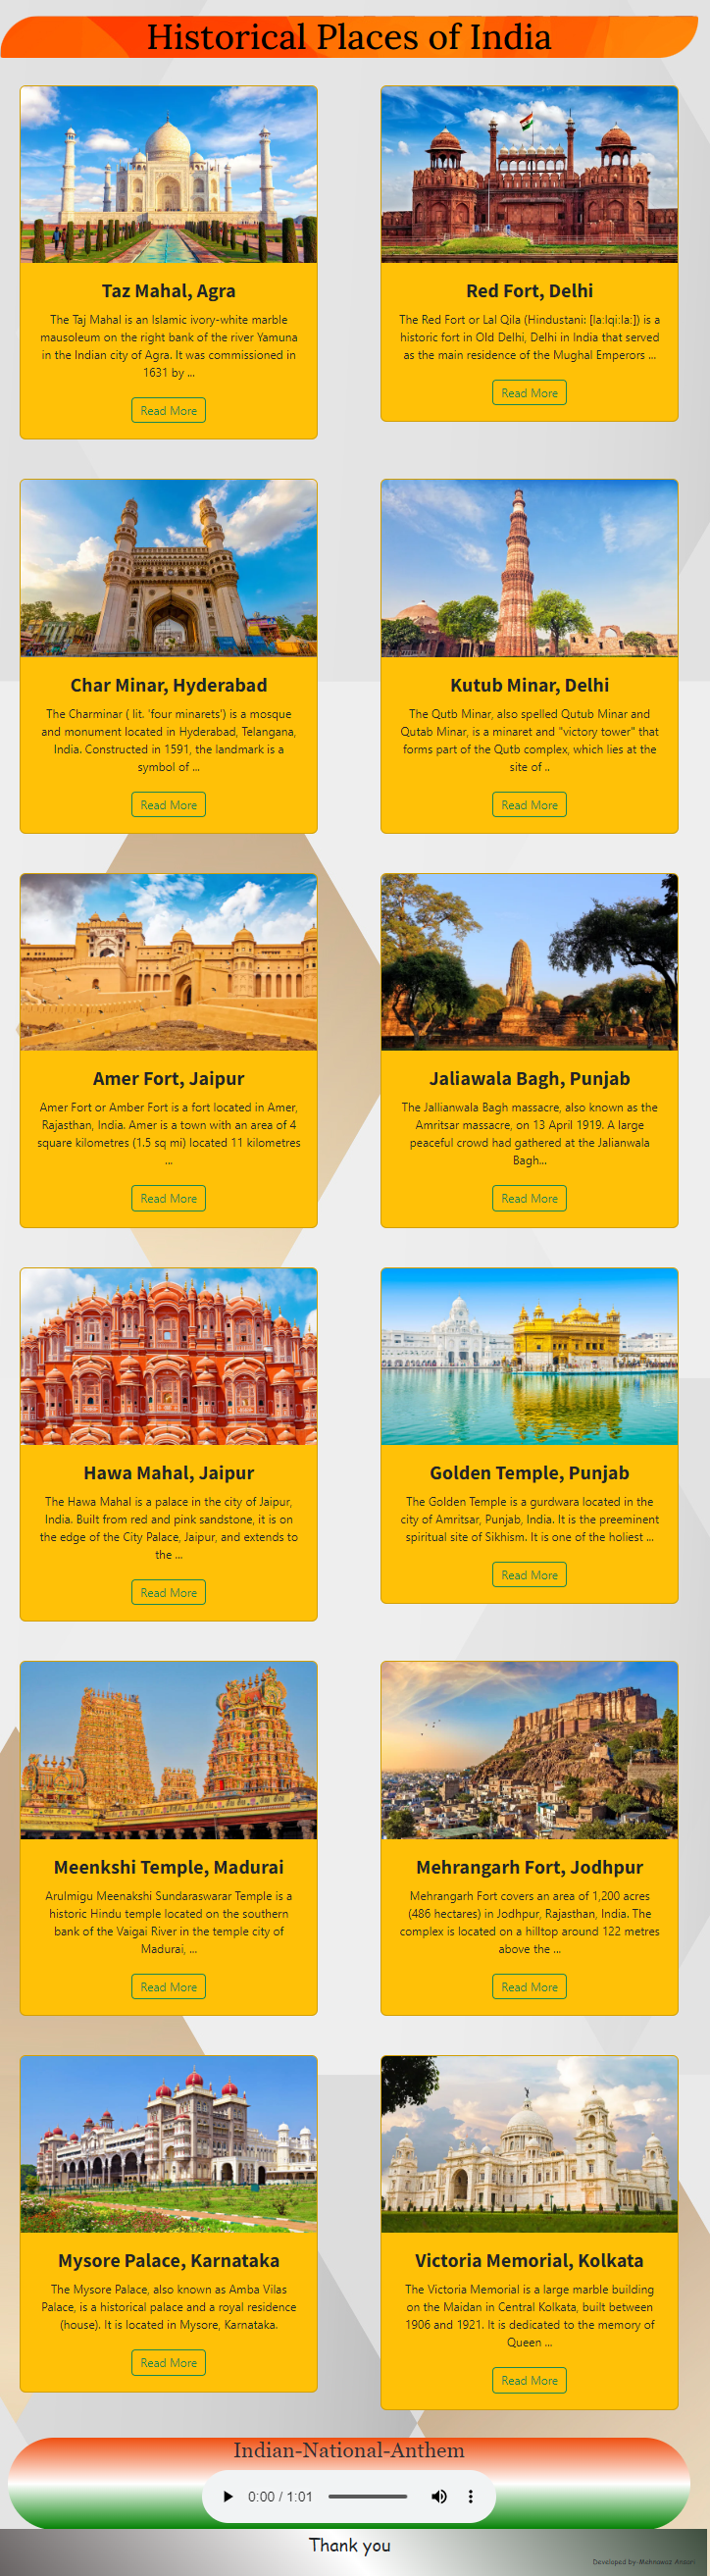 Historical Places of India
Taz Mahal, Agra
The Taj Mahal is an Islamic ivory-white marble
mausoleum on the right bank of the river Yamuna
in the Indian city of Agra. It was commissioned in
1631 by ...
Read More
Red Fort, Delhi
The Red Fort or Lal Qila (Hindustani: [laːlqiːlaː]) is a
historic fort in Old Delhi, Delhi in India that served
as the main residence of the Mughal Emperors ...
Read More
Char Minar, Hyderabad
The Charminar ( lit. 'four minarets') is a mosque
and monument located in Hyderabad, Telangana,
India. Constructed in 1591, the landmark is a
symbol of ...
Read More
Kutub Minar, Delhi
The Qutb Minar, also spelled Qutub Minar and
Qutab Minar, is a minaret and "victory tower" that
forms part of the Qutb complex, which lies at the
site of ..
Read More
Amer Fort, Jaipur
Amer Fort or Amber Fort is a fort located in Amer,
Rajasthan, India. Amer is a town with an area of 4
square kilometres (1.5 sq mi) located 11 kilometres
...
Read More
Jaliawala Bagh, Punjab
The Jallianwala Bagh massacre, also known as the
Amritsar massacre, on 13 April 1919. A large
peaceful crowd had gathered at the Jalianwala
Bagh...
Read More
Hawa Mahal, Jaipur
The Hawa Mahal is a palace in the city of Jaipur,
India. Built from red and pink sandstone, it is on
the edge of the City Palace, Jaipur, and extends to
the ...
Read More
Golden Temple, Punjab
The Golden Temple is a gurdwara located in the
city of Amritsar, Punjab, India. It is the preeminent
spiritual site of Sikhism. It is one of the holiest ...
Read More
Meenkshi Temple, Madurai
Arulmigu Meenakshi Sundaraswarar Temple is a
historic Hindu temple located on the southern
bank of the Vaigai River in the temple city of
Madurai, ...
Read More
Mehrangarh Fort, Jodhpur
Mehrangarh Fort covers an area of 1,200 acres
(486 hectares) in Jodhpur, Rajasthan, India. The
complex is located on a hilltop around 122 metres
above the ...
Read More
Mysore Palace, Karnataka
The Mysore Palace, also known as Amba Vilas
Palace, is a historical palace and a royal residence
(house). It is located in Mysore, Karnataka.
Read More
Victoria Memorial, Kolkata
The Victoria Memorial is a large marble building
on the Maidan in Central Kolkata, built between
1906 and 1921. It is dedicated to the memory of
Queen ...
Read More
Indian-National-Anthem
0:00 / 1:01
Thank you
Developed by Mehnawaz Ansari